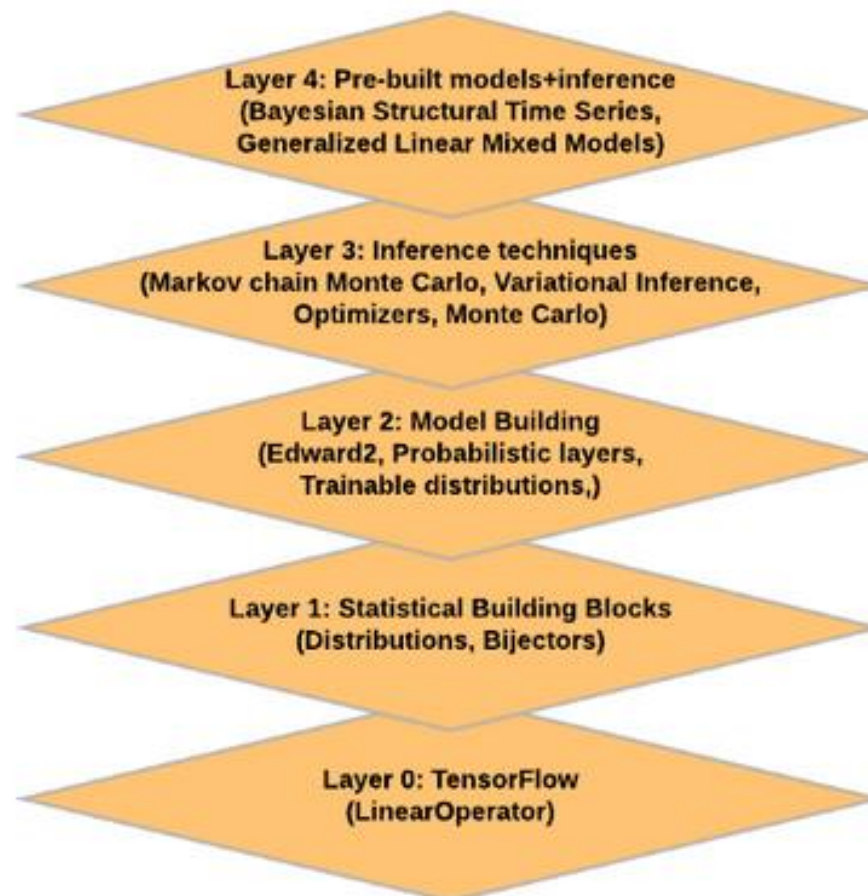 Layer 4: Pre-built models+inference
(Bayesian Structural Time Series,
Generalized Linear Mixed Models)
Layer 3: Inference techniques
(Markov chain Monte Carlo, Variational Inference,
Optimizers, Monte Carlo)
Layer 2: Model Building
(Edward2, Probabilistic layers,
Trainable distributions,)
Layer 1: Statistical Building Blocks
(Distributions, Bijectors)
Layer 0: TensorFlow
(LinearOperator)